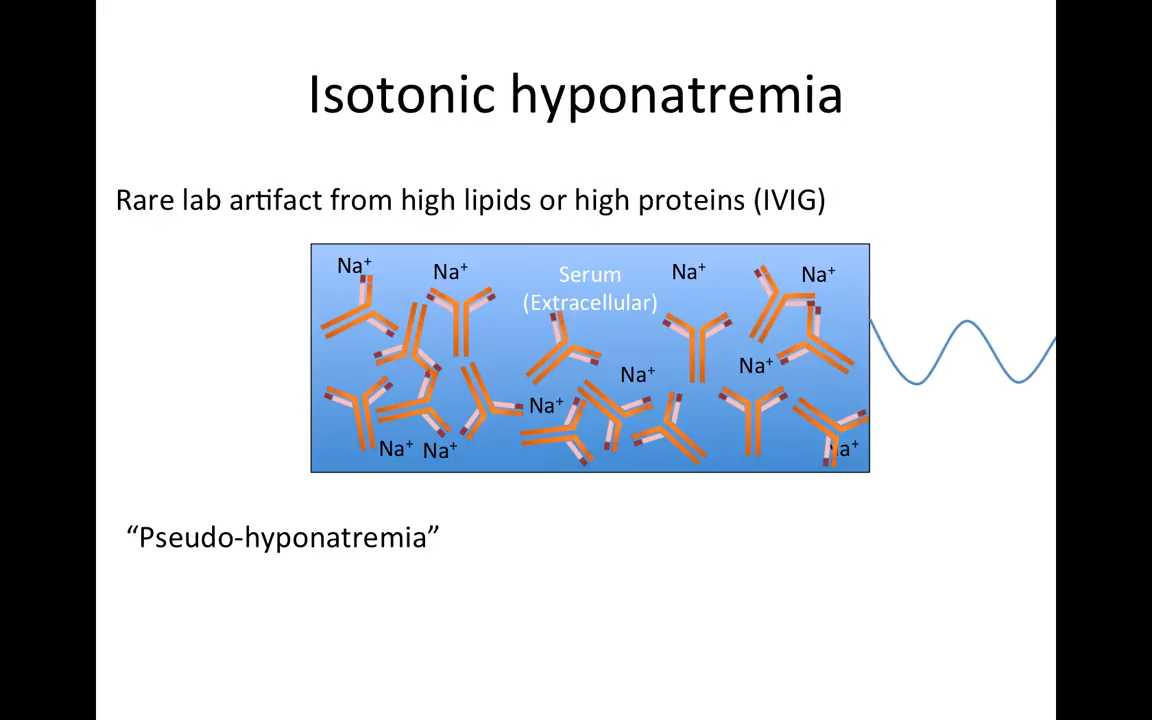 Isotonic hyponatremia
Rare lab artifact from high lipids or high proteins (IVIG)
Na⁺ Na⁺ Serum Na⁺ Na⁺
(Extracellular)
Na⁺ Na⁺
Na⁺
Na⁺ Na⁺ Na⁺
“Pseudo-hyponatremia”